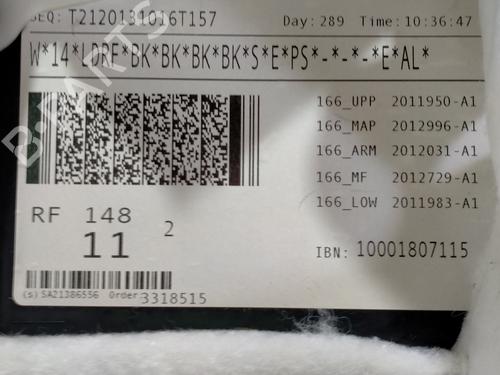 SEQ: T2120131016T157 Day: 289 Time: 10:36:47
W*14*LDRE*BK*BK*BK*BK*S*E*PS*-*-*-*E*AL*
166_UPP 2011950-A1
166_MAP 2012996-A1
166_ARM 2012031-A1
166_MF 2012729-A1
166_LOW 2011983-A1
RF 148
11 2
IBN: 10001807115
(s) SA21386556 Order 3318515
B-PARTS